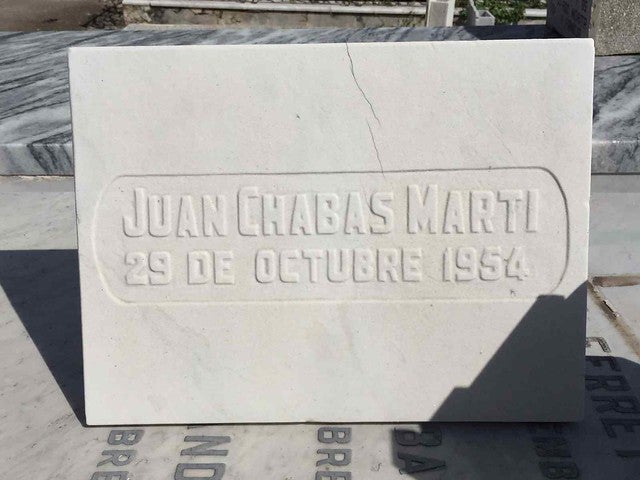 JUAN CHABAS MARTI
29 DE OCTUBRE 1954